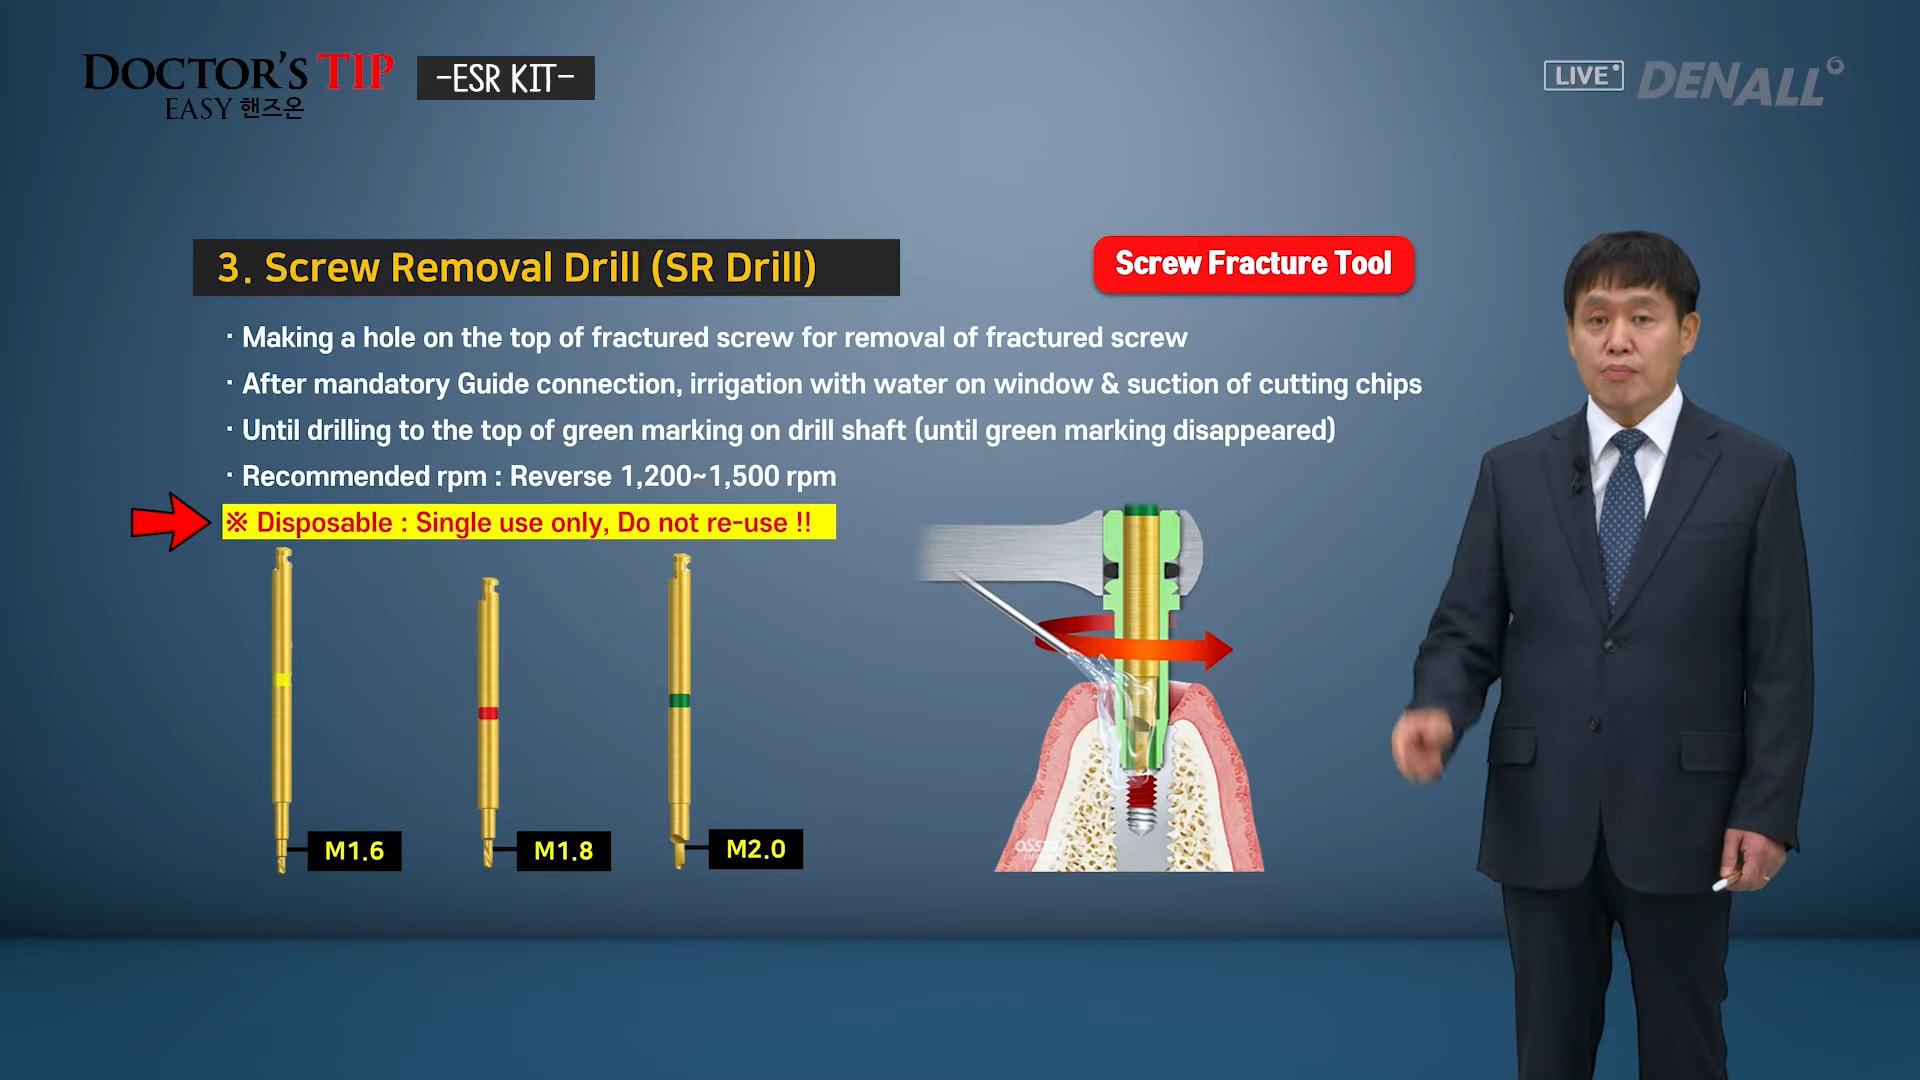 DOCTOR'S TIP
EASY 핸즈온
-ESR KIT-
LIVE
DENALL
3. Screw Removal Drill (SR Drill)
Screw Fracture Tool
· Making a hole on the top of fractured screw for removal of fractured screw
· After mandatory Guide connection, irrigation with water on window & suction of cutting chips
· Until drilling to the top of green marking on drill shaft (until green marking disappeared)
· Recommended rpm : Reverse 1,200~1,500 rpm
※ Disposable : Single use only, Do not re-use !!
M1.6
M1.8
M2.0